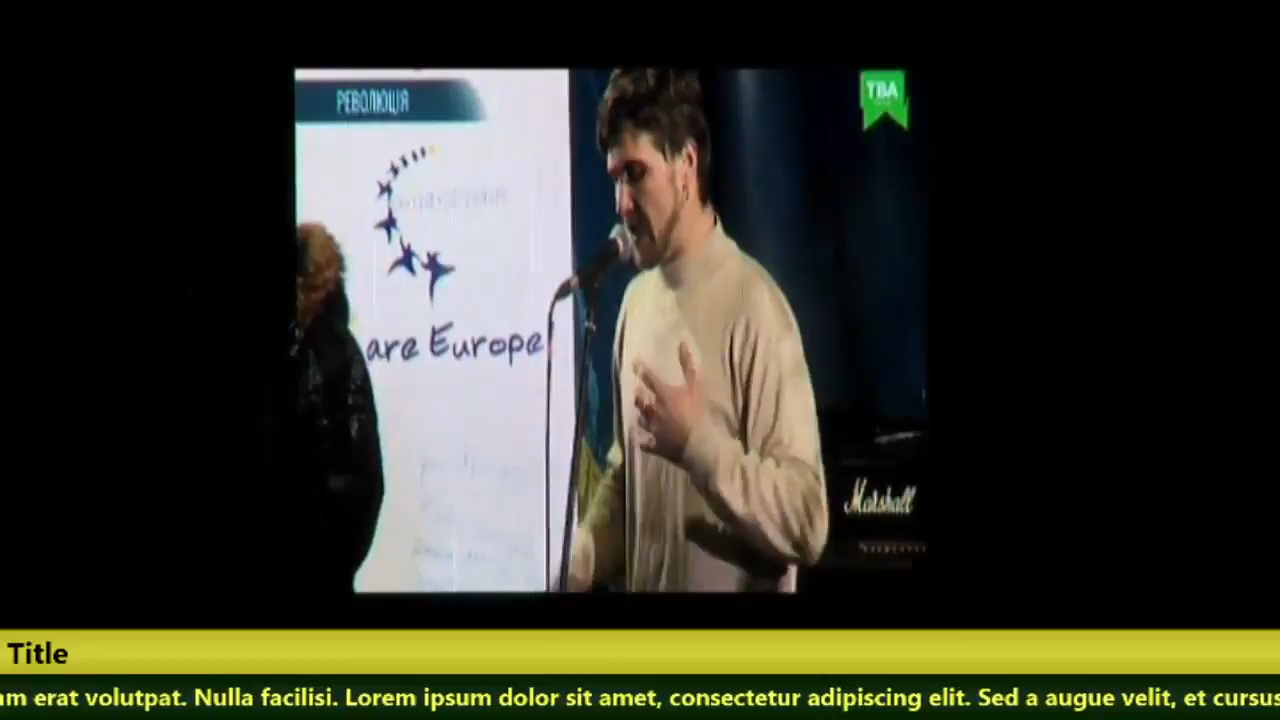 РЕВОЛЮЦІЯ
ТВА
are Europe
Marshall
Title
am erat volutpat. Nulla facilisi. Lorem ipsum dolor sit amet, consectetur adipiscing elit. Sed a augue velit, et cursus